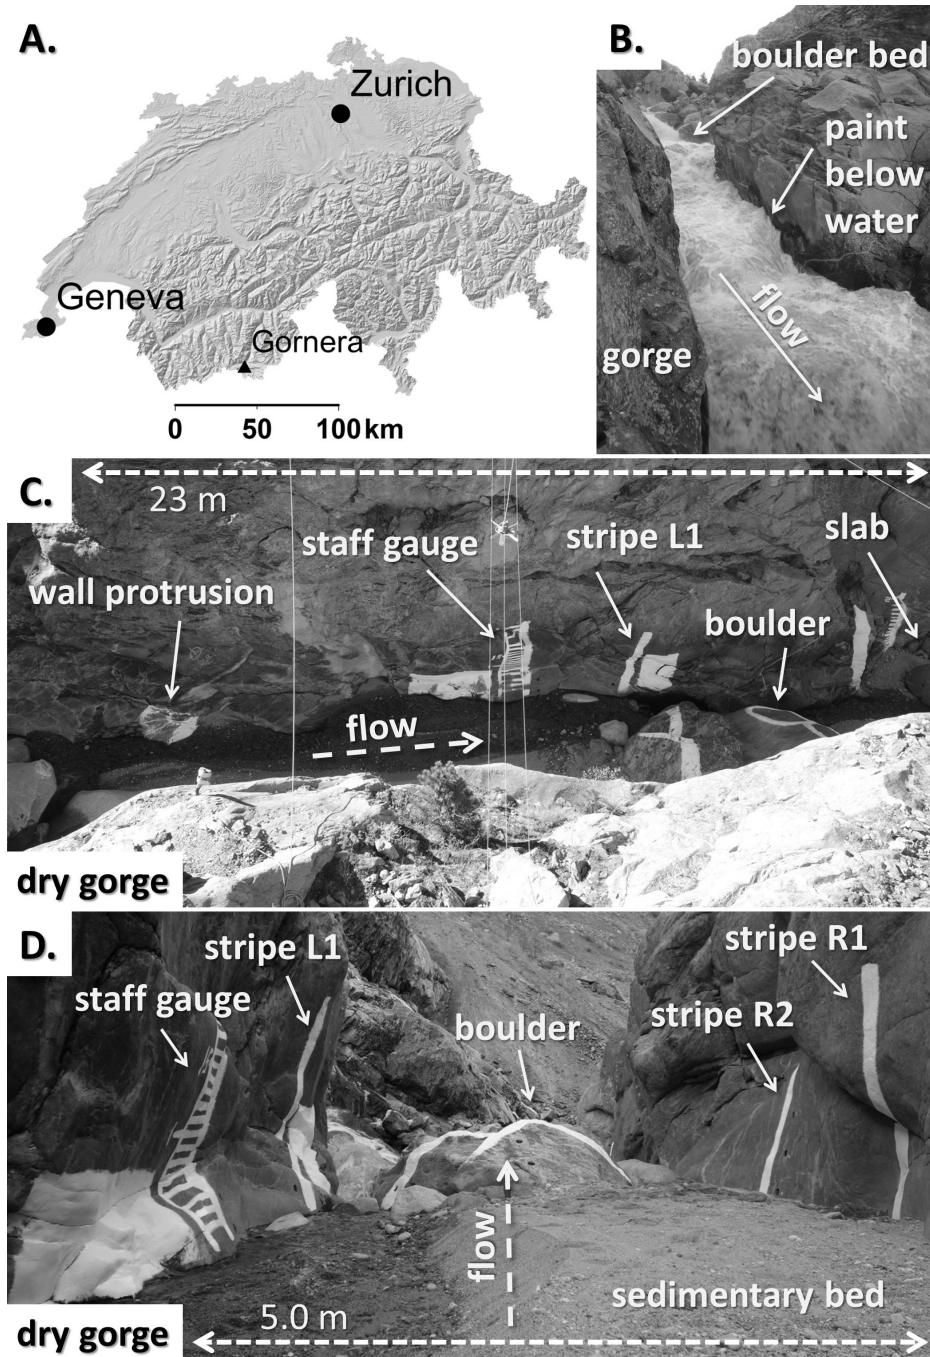 A.
Zurich
Geneva
Gornera
0 50 100 km
B.
boulder bed
paint
below
water
flow
gorge
C.
23 m
staff gauge
stripe L1
slab
wall protrusion
boulder
flow
dry gorge
D.
stripe L1
stripe R1
staff gauge
boulder
stripe R2
flow
sedimentary bed
5.0 m
dry gorge